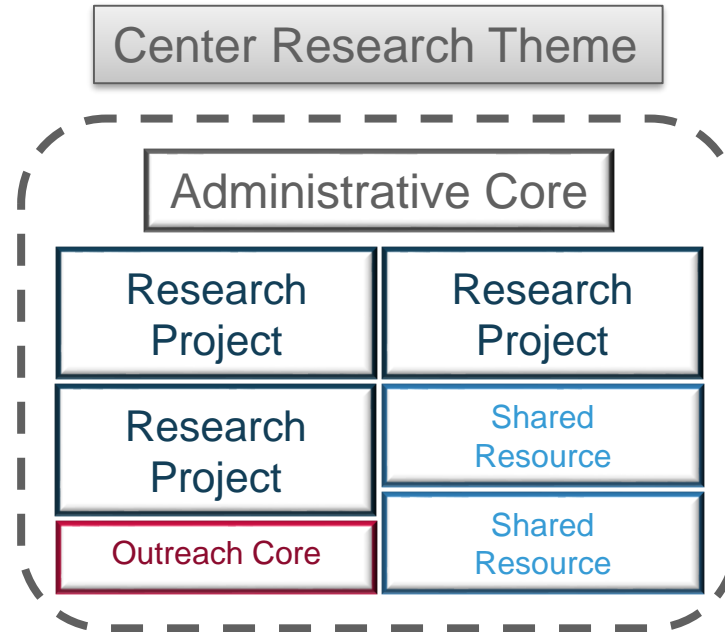 Center Research Theme
Administrative Core
Research
Project
Research
Project
Research
Project
Shared
Resource
Outreach Core
Shared
Resource